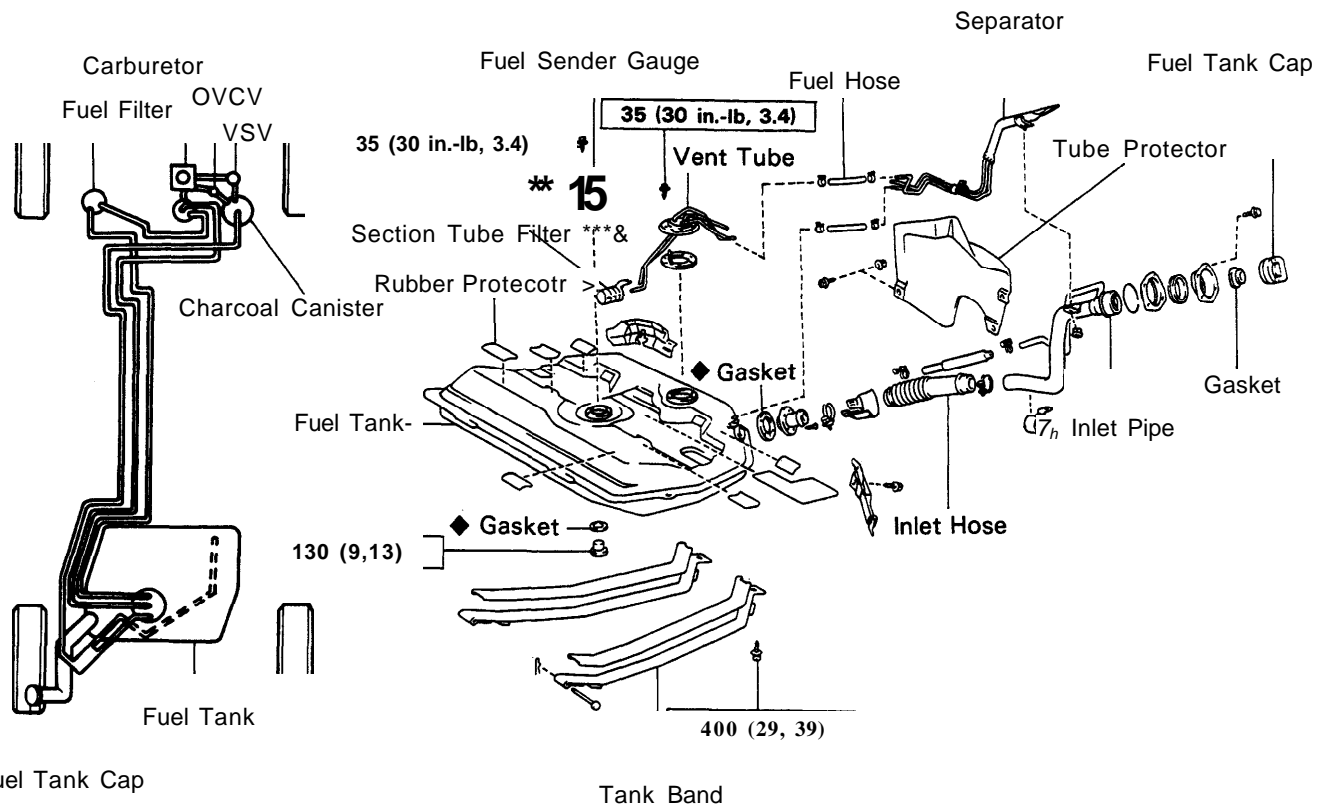 Separator
Carburetor
Fuel Sender Gauge
Fuel Tank Cap
Fuel Hose
Fuel Filter
OVCV
VSV
35 (30 in.-lb, 3.4)
35 (30 in.-lb, 3.4)
Vent Tube
Tube Protector
** 15
Section Tube Filter ***&
Rubber Protecotr >
Charcoal Canister
◆ Gasket
Gasket
Fuel Tank-
7h Inlet Pipe
◆ Gasket
Inlet Hose
130 (9,13)
Fuel Tank
400 (29, 39)
uel Tank Cap
Tank Band